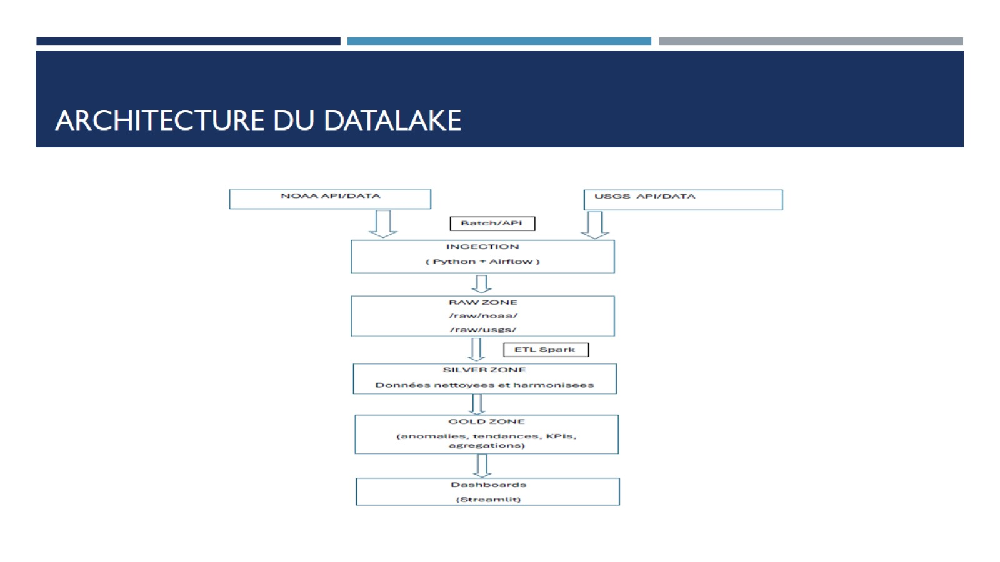 ARCHITECTURE DU DATALAKE
NOAA API/DATA
USGS API/DATA
Batch/API
INGECTION
( Python + Airflow )
RAW ZONE
/raw/noaa/
/raw/usgs/
ETL Spark
SILVER ZONE
Données nettoyees et harmonisees
GOLD ZONE
(anomalies, tendances, KPIs,
agregations)
Dashboards
(Streamlit)